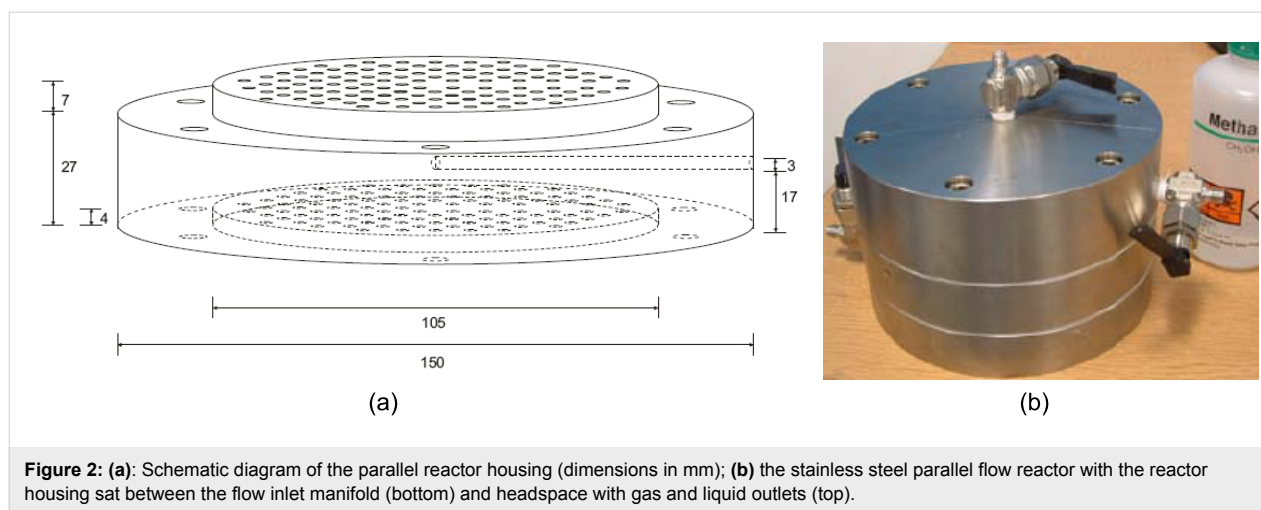 7
27
4
3
17
105
150
(a)
Metha
CH₃OH
(b)
Figure 2: (a): Schematic diagram of the parallel reactor housing (dimensions in mm); (b) the stainless steel parallel flow reactor with the reactor
housing sat between the flow inlet manifold (bottom) and headspace with gas and liquid outlets (top).